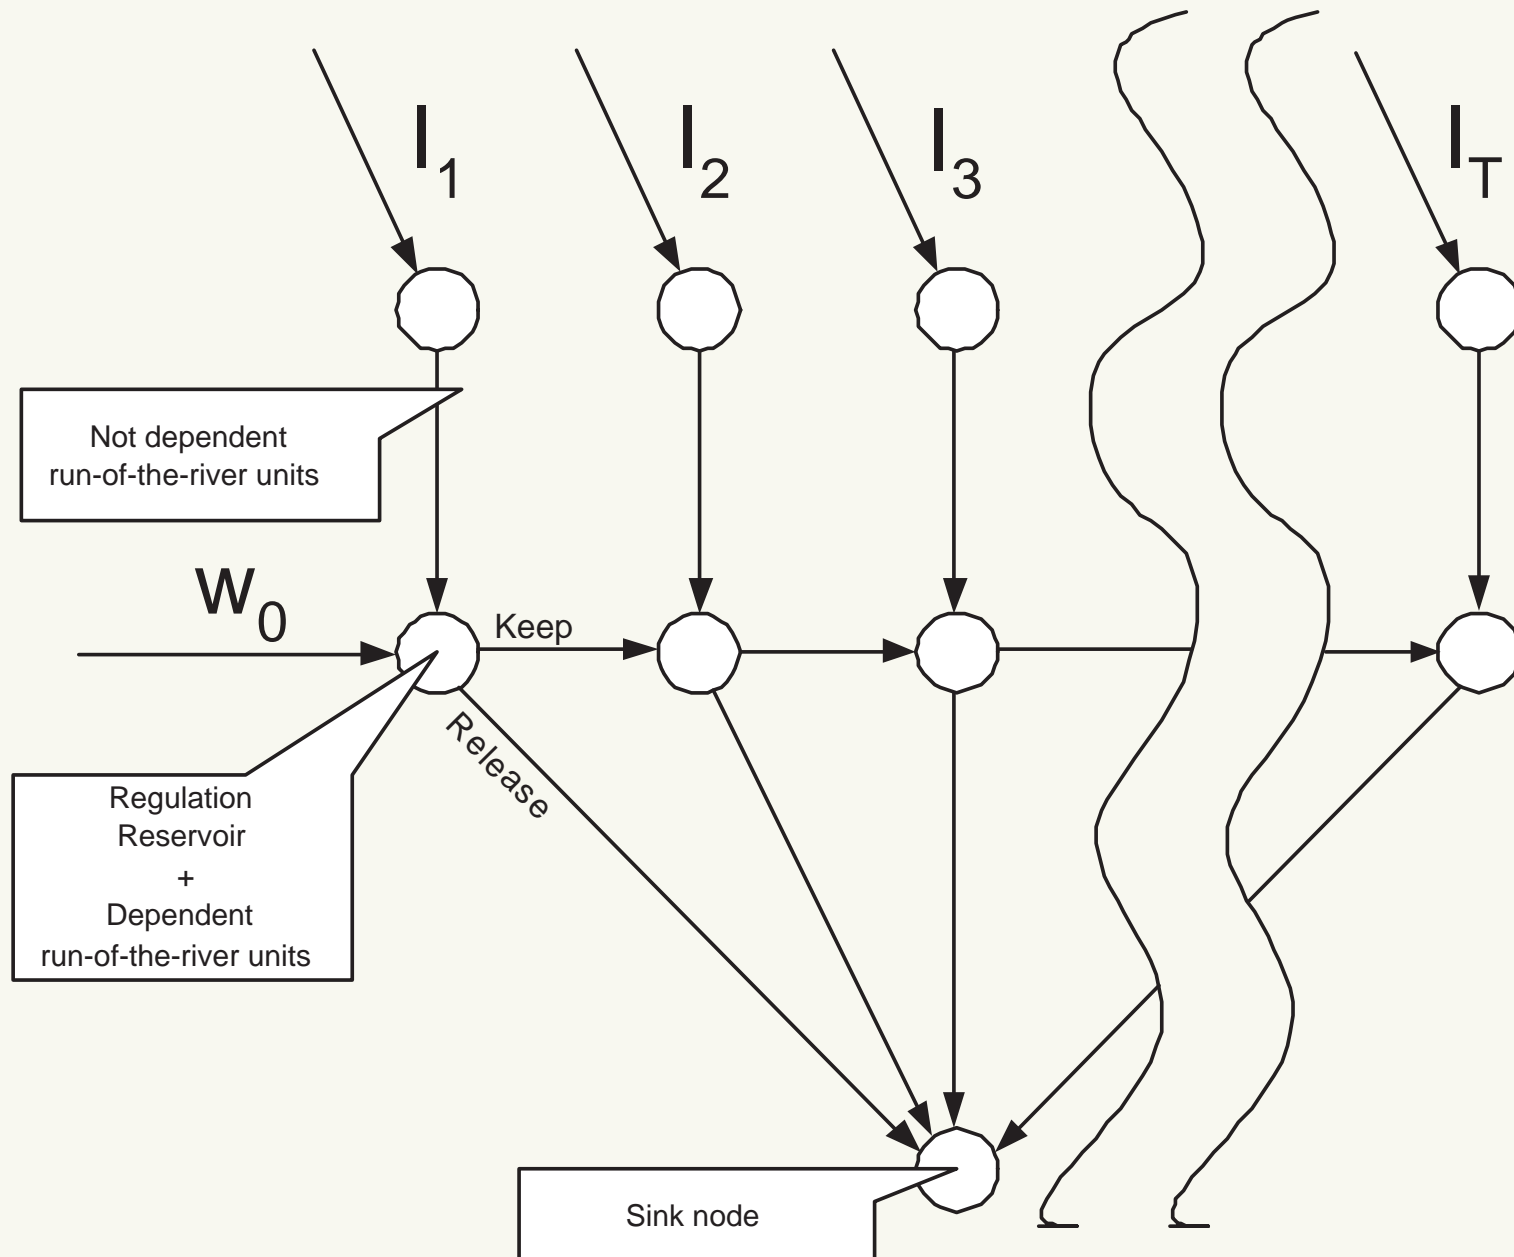 I1
I2
I3
IT
Not dependent
run-of-the-river units
W0
Keep
Release
Regulation
Reservoir
+
Dependent
run-of-the-river units
Sink node